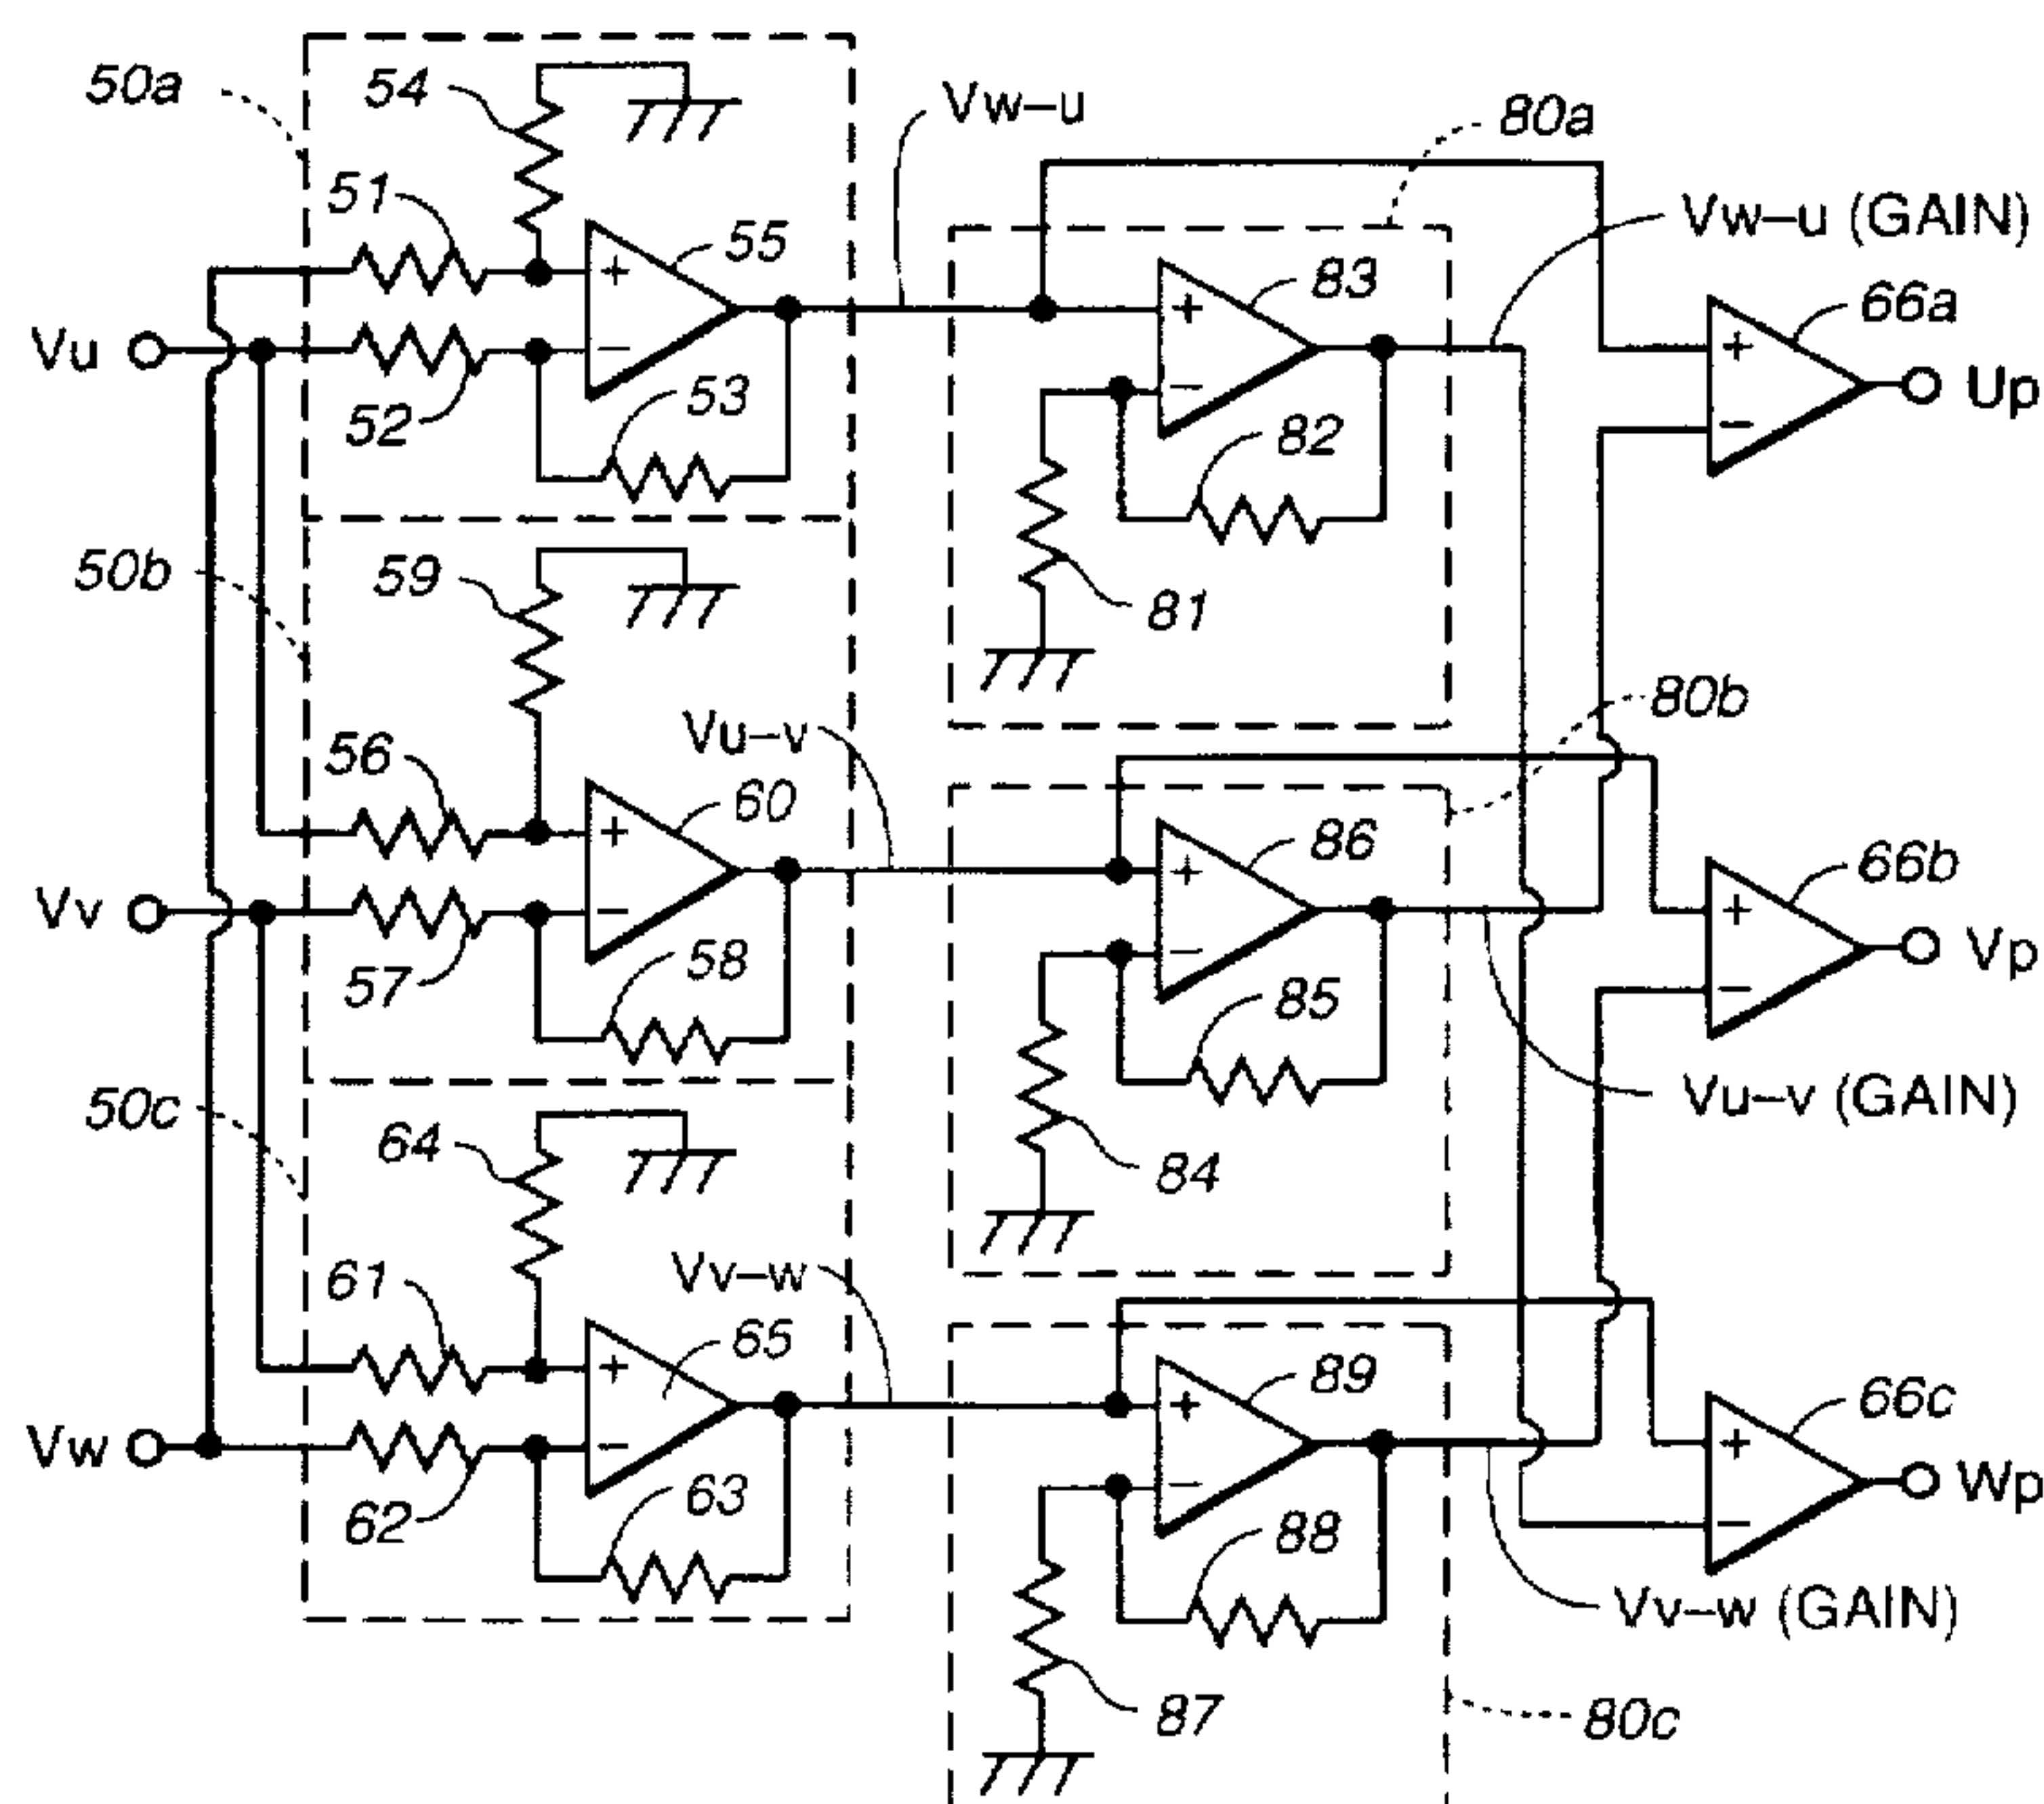 50a
54
Vw–u
80a
51
55
Vw–u (GAIN)
+
83
66a
Vu
–
+
+
52
53
–
82
Up
–
50b
59
81
80b
Vu–v
56
60
+
86
66b
Vv
–
+
+
57
58
–
85
Vp
–
50c
64
84
Vu–v (GAIN)
Vv–w
61
65
+
89
66c
Vw
–
+
+
62
63
–
88
Wp
–
Vv–w (GAIN)
87
80c